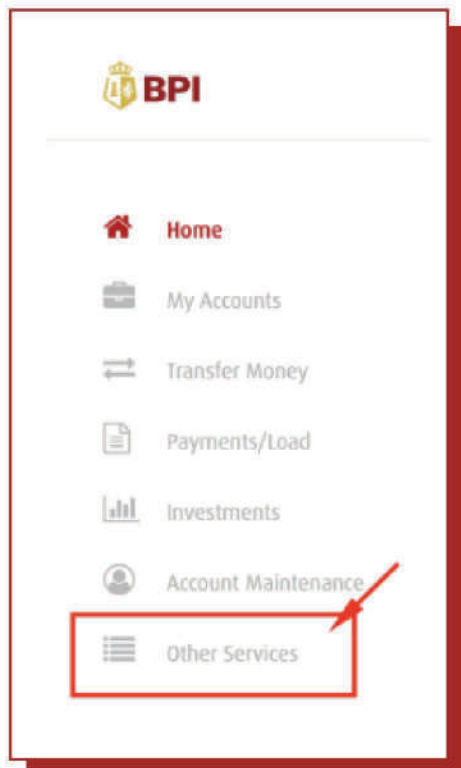 BPI
Home
My Accounts
Transfer Money
Payments/Load
Investments
Account Maintenance
Other Services